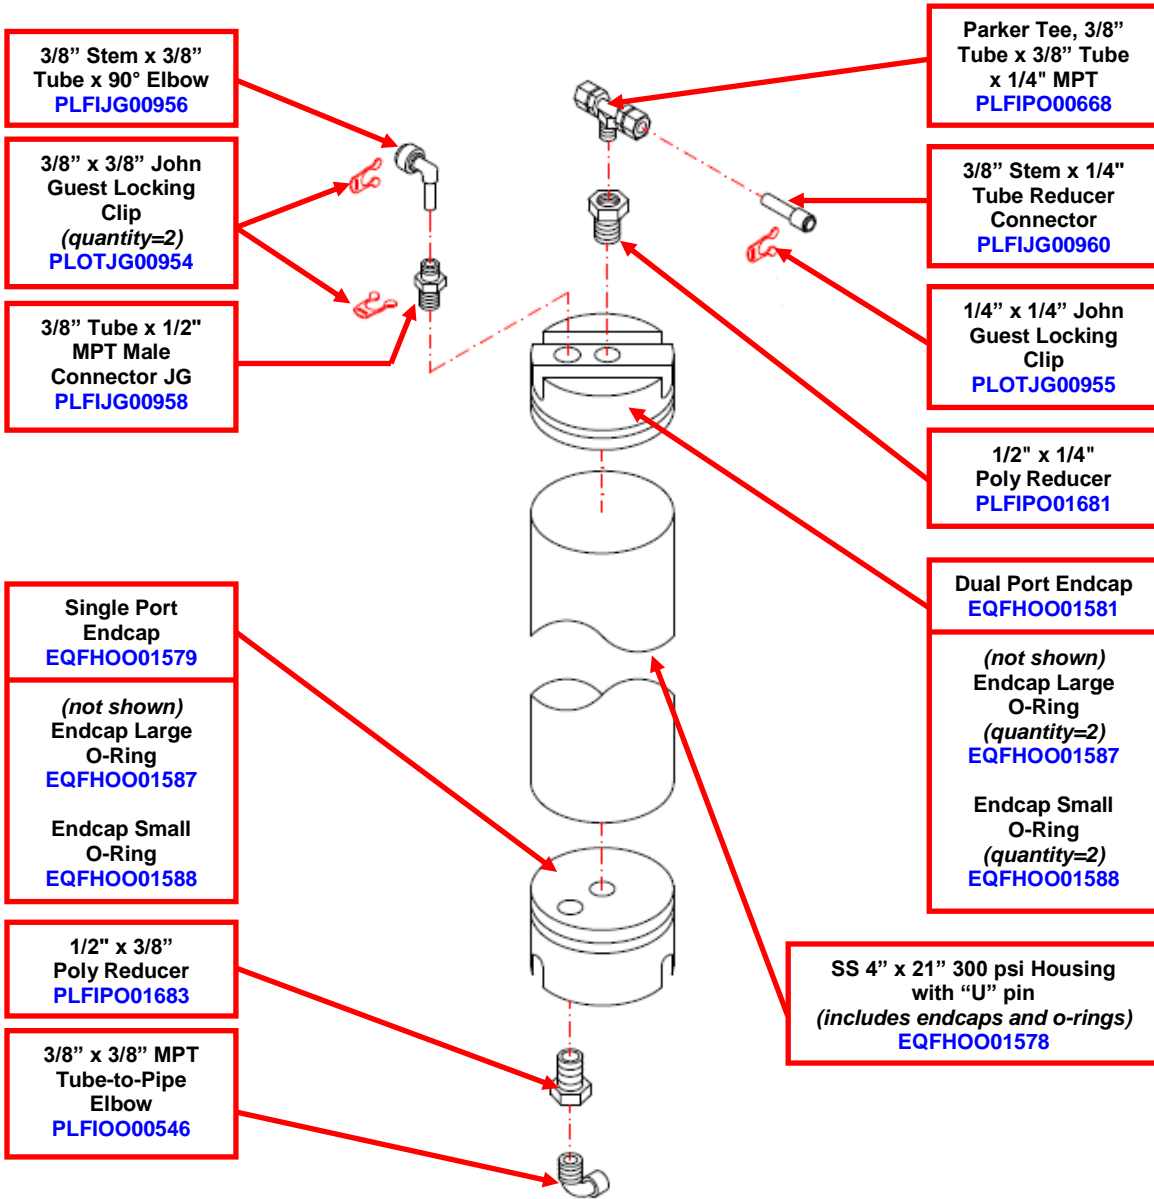 3/8” Stem x 3/8”
Tube x 90° Elbow
PLFIJG00956
3/8” x 3/8” John
Guest Locking
Clip
(quantity=2)
PLOTJG00954
3/8” Tube x 1/2"
MPT Male
Connector JG
PLFIJG00958
Single Port
Endcap
EQFHOO01579
(not shown)
Endcap Large
O-Ring
EQFHOO01587
Endcap Small
O-Ring
EQFHOO01588
1/2" x 3/8”
Poly Reducer
PLFIPO01683
3/8” x 3/8” MPT
Tube-to-Pipe
Elbow
PLFIOO00546
Parker Tee, 3/8”
Tube x 3/8” Tube
x 1/4" MPT
PLFIPO00668
3/8” Stem x 1/4"
Tube Reducer
Connector
PLFIJG00960
1/4” x 1/4” John
Guest Locking
Clip
PLOTJG00955
1/2" x 1/4"
Poly Reducer
PLFIPO01681
Dual Port Endcap
EQFHOO01581
(not shown)
Endcap Large
O-Ring
(quantity=2)
EQFHOO01587
Endcap Small
O-Ring
(quantity=2)
EQFHOO01588
SS 4” x 21” 300 psi Housing
with “U” pin
(includes endcaps and o-rings)
EQFHOO01578